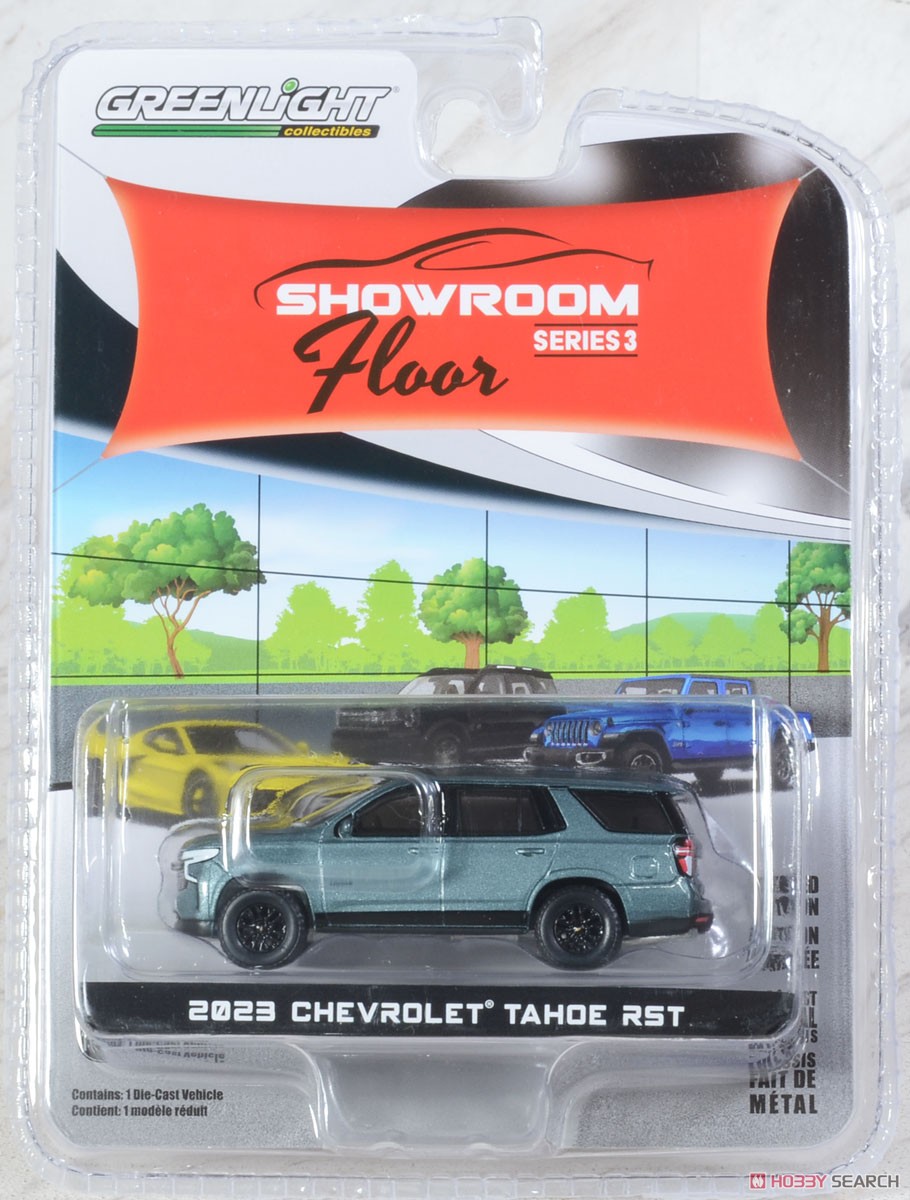 GREENLiGHT®
collectibles
SHOWROOM
Floor
SERIES 3
2023 CHEVROLET® TAHOE RST
Contains: 1 Die-Cast Vehicle
Contient: 1 modèle réduit
FAIT DE
MÉTAL
HOBBY SEARCH